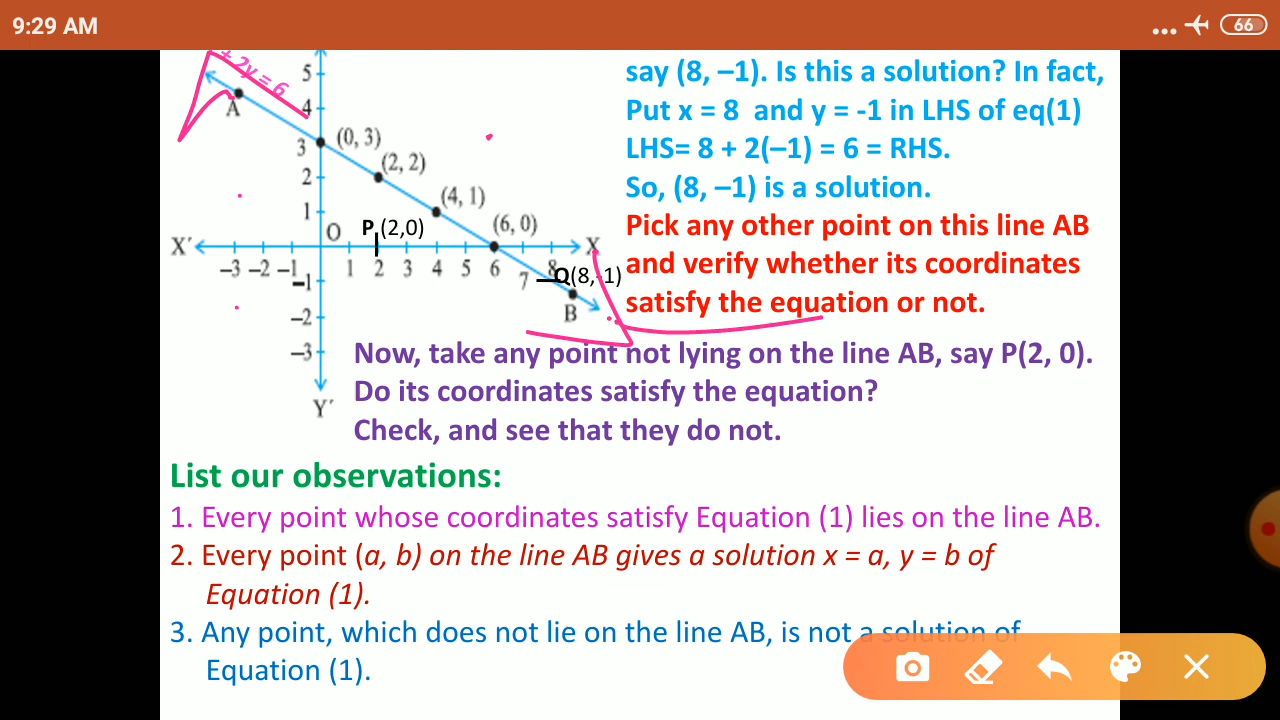 9:29 AM
66
say (8, –1). Is this a solution? In fact,
Put x = 8 and y = -1 in LHS of eq(1)
LHS= 8 + 2(–1) = 6 = RHS.
So, (8, –1) is a solution.
Pick any other point on this line AB
and verify whether its coordinates
satisfy the equation or not.
+ 2y = 6
5
A
4
3
(0, 3)
2
(2, 2)
1
(4, 1)
O
P (2,0)
(6, 0)
X′
X
–3 –2 –1 1 2 3 4 5 6 7 8
Q(8,-1)
–1
–2
B
–3
Y′
Now, take any point not lying on the line AB, say P(2, 0).
Do its coordinates satisfy the equation?
Check, and see that they do not.
List our observations:
1. Every point whose coordinates satisfy Equation (1) lies on the line AB.
2. Every point (a, b) on the line AB gives a solution x = a, y = b of
Equation (1).
3. Any point, which does not lie on the line AB, is not a solution of
Equation (1).